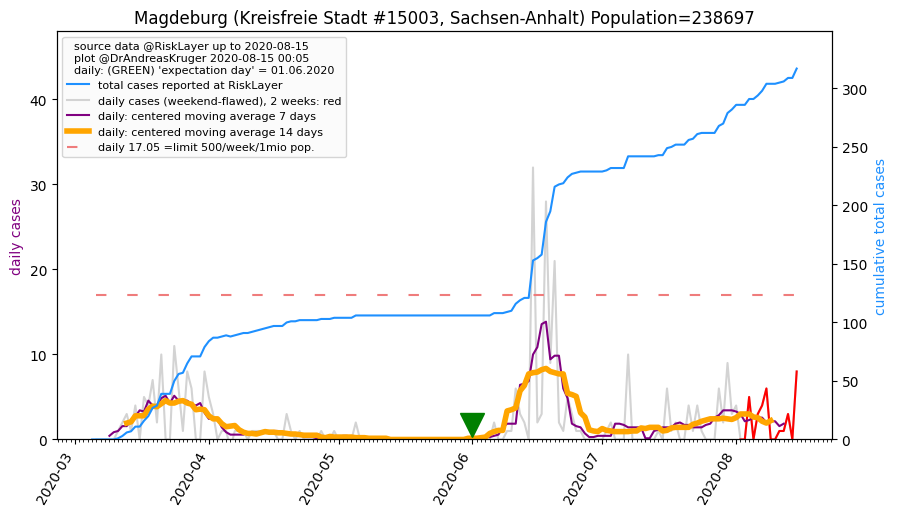 Magdeburg (Kreisfreie Stadt #15003, Sachsen-Anhalt) Population=238697
source data @RiskLayer up to 2020-08-15
plot @DrAndreasKruger 2020-08-15 00:05
daily: (GREEN) 'expectation day' = 01.06.2020
total cases reported at RiskLayer
daily cases (weekend-flawed), 2 weeks: red
daily: centered moving average 7 days
daily: centered moving average 14 days
daily 17.05 =limit 500/week/1mio pop.
daily cases
40
30
20
10
0
cumulative total cases
300
250
200
150
100
50
0
2020-03
2020-04
2020-05
2020-06
2020-07
2020-08